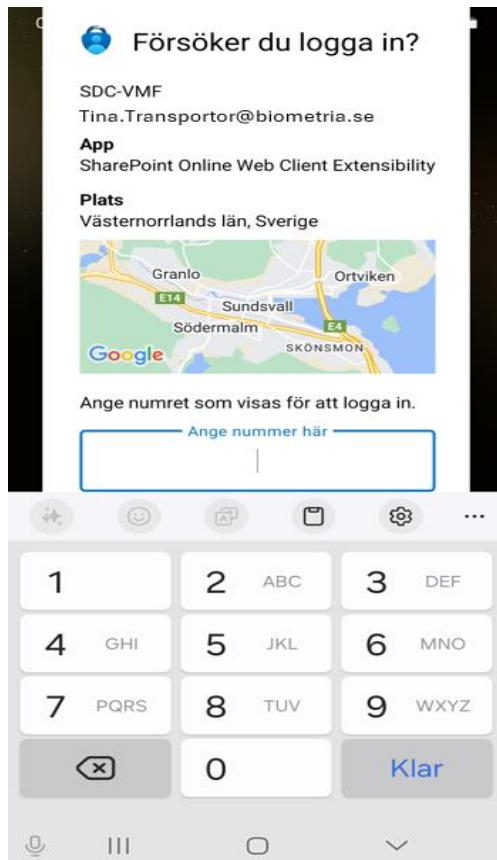 Försöker du logga in?
SDC-VMF
Tina.Transportor@biometria.se
App
SharePoint Online Web Client Extensibility
Plats
Västernorrlands län, Sverige
Granlo
Ortviken
E14
Sundsvall
Södermalm
E4
SKÖNSMON
Google
Ange numret som visas för att logga in.
Ange nummer här
1
2 ABC
3 DEF
4 GHI
5 JKL
6 MNO
7 PQRS
8 TUV
9 WXYZ
0
Klar